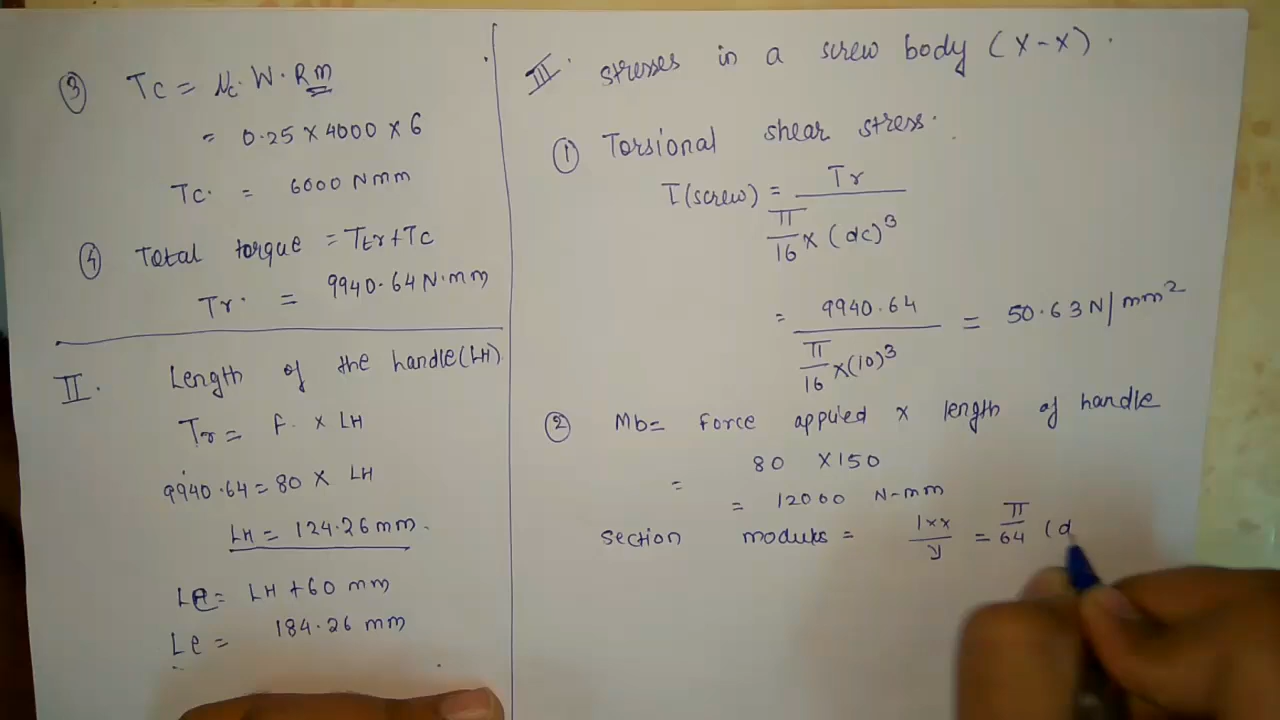 ③ Tc = μc. W. Rm
= 0.25 × 4000 × 6
Tc. = 6000 Nmm
④ Total torque = Ttr + Tc
Tr. = 9940.64 N.mm
II. Length of the handle (LH)
Tr = F. × LH
9940.64 = 80 × LH
LH = 124.26 mm.
Le = LH + 60 mm
Le = 184.26 mm
III. stresses in a screw body (X-X).
① Torsional shear stress.
τ(screw) = Tr / π/16 × (dc)³
= 9940.64 / π/16 × (10)³ = 50.63 N/mm²
② Mb = Force applied × length of handle
= 80 × 150
= 12000 N-mm
section modulus = Ixx / y = π/64 (d